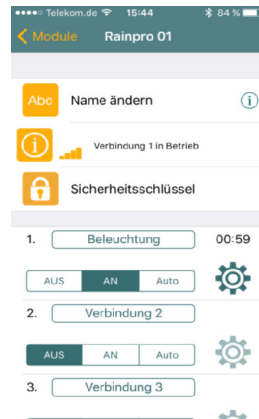 Telekom.de 15:44 84 %
Module Rainpro 01
Abc Name ändern i
i Verbindung 1 in Betrieb
Sicherheitsschlüssel
1. Beleuchtung 00:59
AUS AN Auto
2. Verbindung 2
AUS AN Auto
3. Verbindung 3